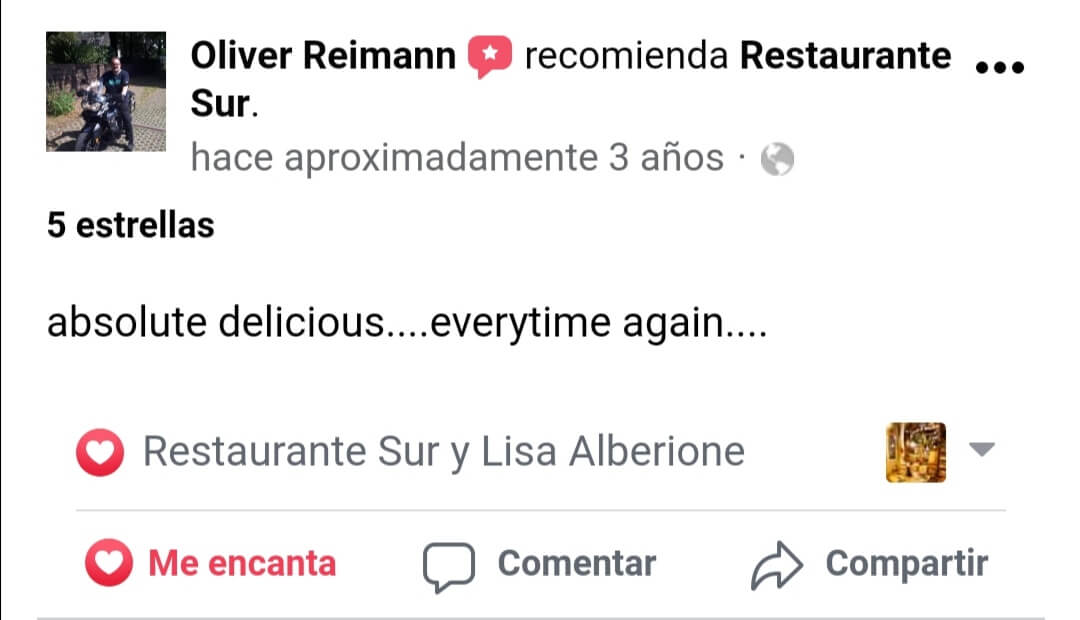 Oliver Reimann recomienda Restaurante
Sur.
hace aproximadamente 3 años ·
5 estrellas
absolute delicious....everytime again....
Restaurante Sur y Lisa Alberione
Me encanta Comentar Compartir